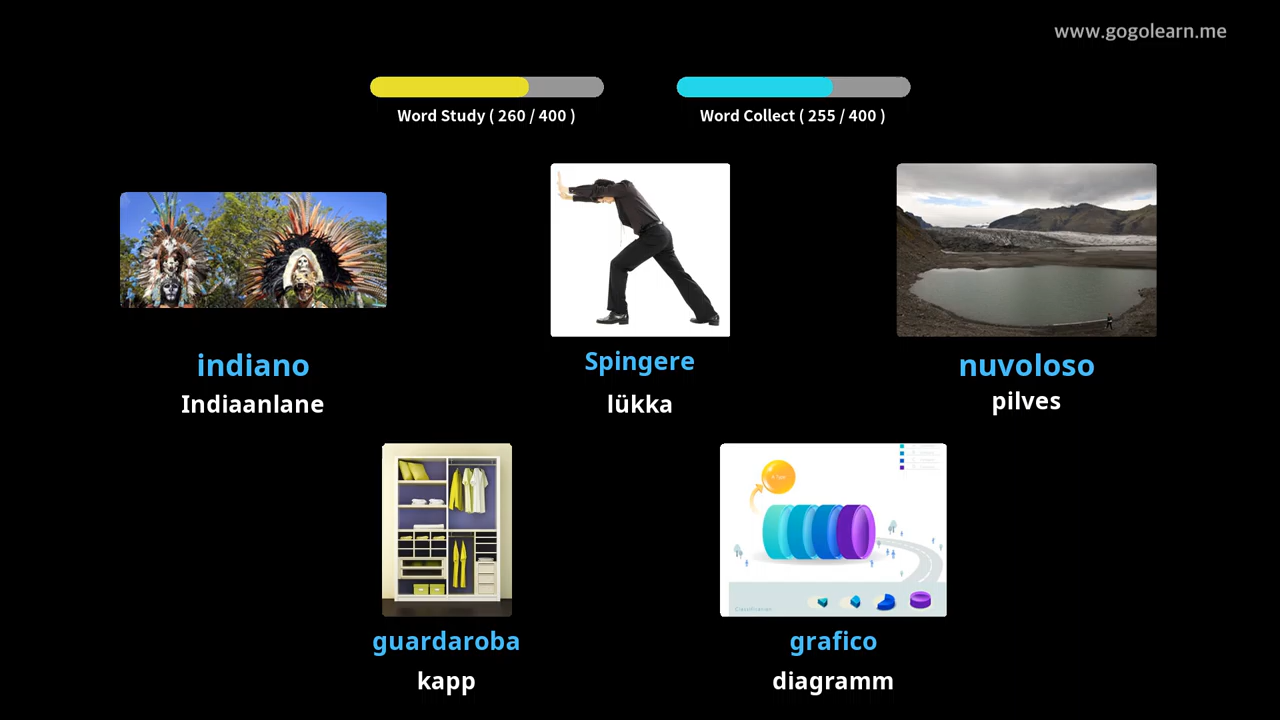 www.gogolearn.me
Word Study ( 260 / 400 )
Word Collect ( 255 / 400 )
indiano
Indiaanlane
Spingere
lükka
nuvoloso
pilves
guardaroba
kapp
grafico
diagramm